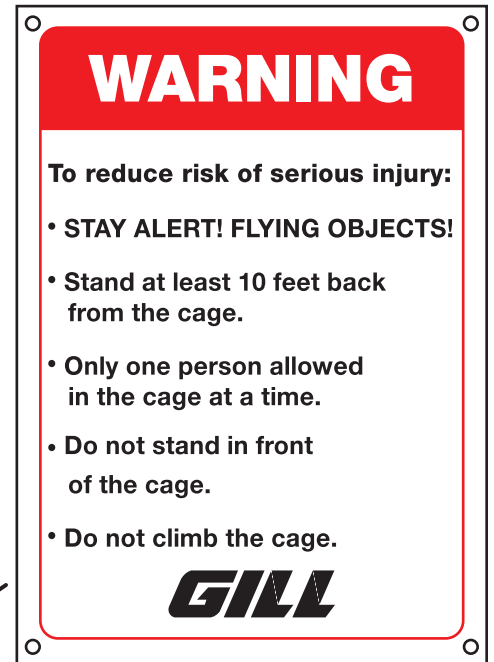 WARNING
To reduce risk of serious injury:
• STAY ALERT! FLYING OBJECTS!
• Stand at least 10 feet back
from the cage.
• Only one person allowed
in the cage at a time.
• Do not stand in front
of the cage.
• Do not climb the cage.
GILL